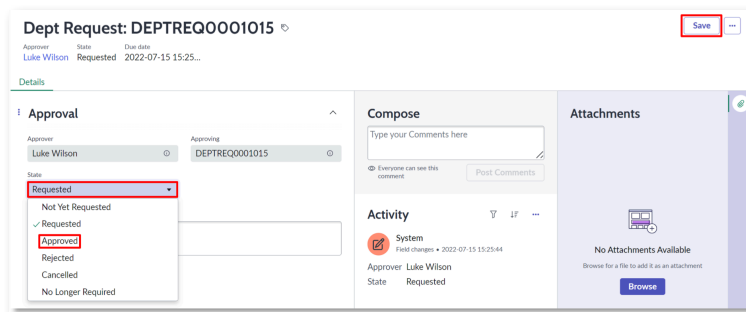 Dept Request: DEPTREQ0001015
Save
Approver State Due date
Luke Wilson Requested 2022-07-15 15:25...
Details
Approval
Approver Approving
Luke Wilson DEPTREQ0001015
State
Requested
Not Yet Requested
Requested
Approved
Rejected
Cancelled
No Longer Required
Compose
Type your Comments here
Everyone can see this
comment
Post Comments
Activity
System
Field changes • 2022-07-15 15:25:44
Approver Luke Wilson
State Requested
Attachments
No Attachments Available
Browse for a file to add it as an attachment
Browse